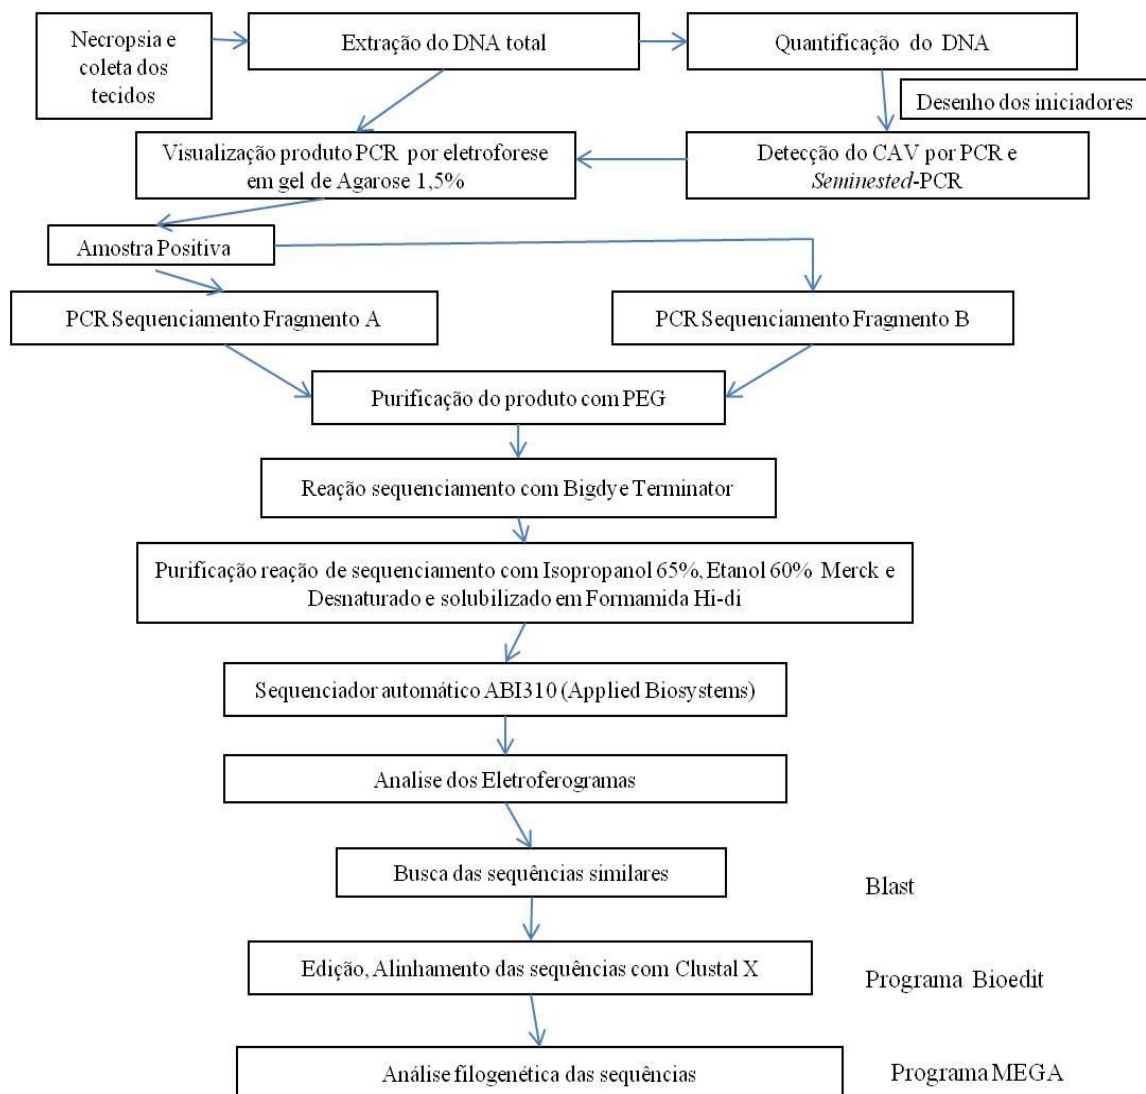 Necropsia e
coleta dos
tecidos
Extração do DNA total
Quantificação do DNA
Desenho dos iniciadores
Visualização produto PCR por eletroforese
em gel de Agarose 1,5%
Detecção do CAV por PCR e
Seminested-PCR
Amostra Positiva
PCR Sequenciamento Fragmento A
PCR Sequenciamento Fragmento B
Purificação do produto com PEG
Reação sequenciamento com Bigdye Terminator
Purificação reação de sequenciamento com Isopropanol 65%, Etanol 60% Merck e
Desnaturado e solubilizado em Formamida Hi-di
Sequenciador automático ABI310 (Applied Biosystems)
Analise dos Eletroferogramas
Busca das sequências similares
Blast
Edição, Alinhamento das sequências com Clustal X
Programa Bioedit
Análise filogenética das sequências
Programa MEGA